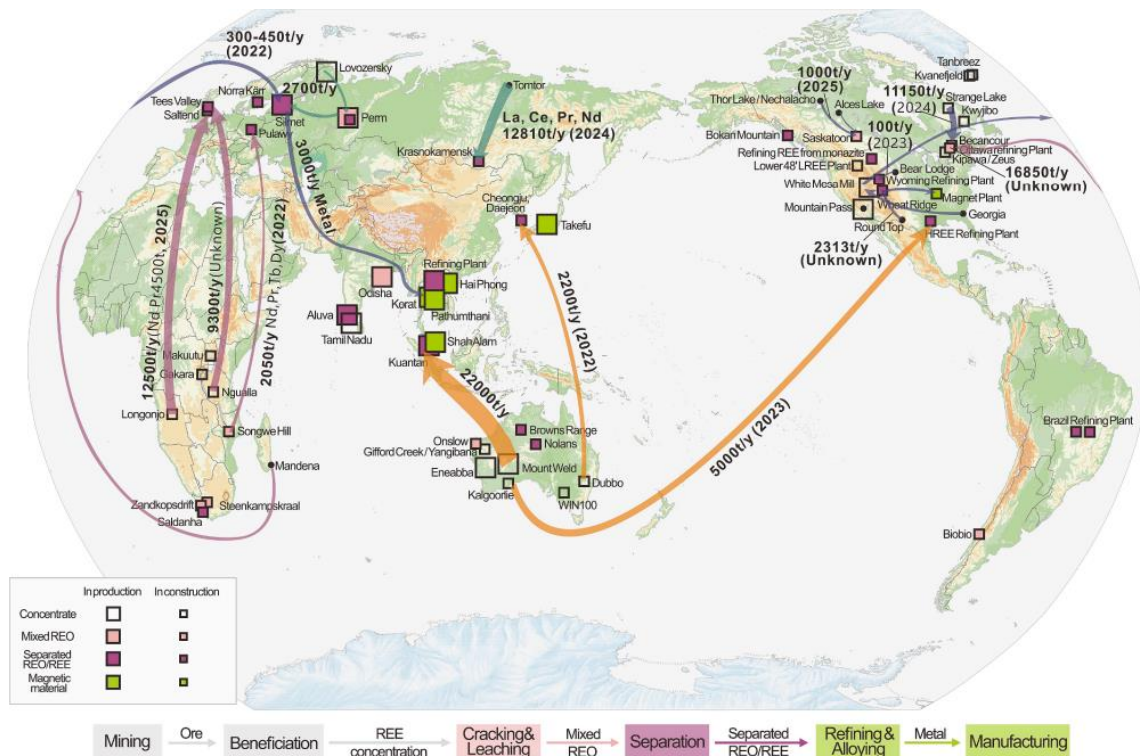 300-450t/y
(2022)
Lovozersky
Norra Kärr
2700t/y
Tees Valley
Saltend
Silmet
Perm
Pulawy
Tomtor
La, Ce, Pr, Nd
12810t/y (2024)
Krasnokamensk
3000t/y Metal
Cheongju,
Daejeon
Takefu
Refining Plant
Hai Phong
Odisha
Korat
Pathumthani
Aluva
Tamil Nadu
Shah Alam
Kuantan
22000t/y
2200t/y (2022)
5000t/y (2023)
12500t/y (Nd Pr4500t, 2025)
9300t/y (Unknown)
2050t/y Nd, Pr, Tb, Dy (2022)
Makuutu
Gakara
Ngualla
Longonjo
Songwe Hill
Mandena
Zandkopsdrift
Steenkampskraal
Saldanha
Onslow
Browns Range
Nolans
Gifford Creek / Yangibana
Eneabba
Mount Weld
Kalgoorlie
Dubbo
WIN100
Tanbreez
Kvanefjeld
1000t/y
(2025)
11150t/y
(2024)
Strange Lake
Kwyjibo
Thor Lake / Nechalacho
Alces Lake
100t/y
(2023)
Becancour
Ottawa refining Plant
Kipawa / Zeus
Bokan Mountain
Saskatoon
Refining REE from monazite
Lower 48' LREE Plant
Bear Lodge
16850t/y
(Unknown)
White Mesa Mill
Wyoming Refining Plant
Magnet Plant
Wheat Ridge
Mountain Pass
Georgia
Round Top
HREE Refining Plant
2313t/y
(Unknown)
Brazil Refining Plant
Biobio
In production
In construction
Concentrate
Mixed REO
Separated
REO/REE
Magnetic
material
Mining
Ore
Beneficiation
REE
concentration
Cracking&
Leaching
Mixed
REO
Separation
Separated
REO/REE
Refining &
Alloying
Metal
Manufacturing